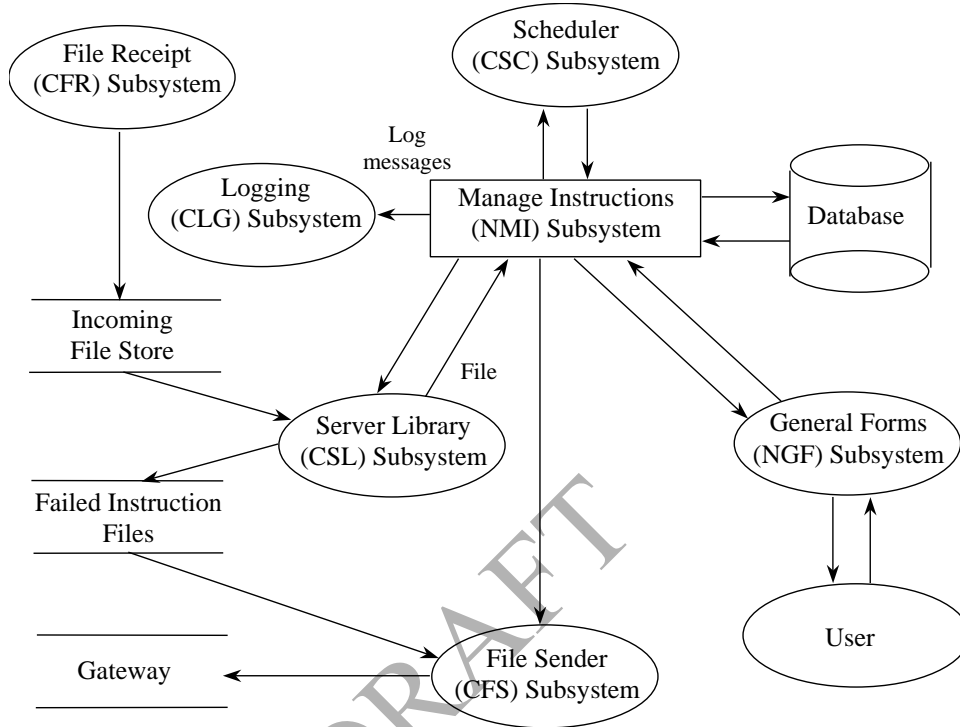 File Receipt
(CFR) Subsystem
Scheduler
(CSC) Subsystem
Log
messages
Logging
(CLG) Subsystem
Manage Instructions
(NMI) Subsystem
Database
Incoming
File Store
File
Server Library
(CSL) Subsystem
General Forms
(NGF) Subsystem
Failed Instruction
Files
DRAFT
User
Gateway
File Sender
(CFS) Subsystem